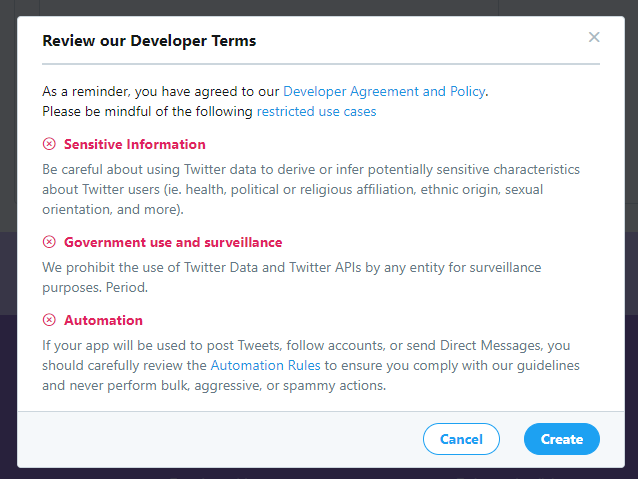 Review our Developer Terms
As a reminder, you have agreed to our Developer Agreement and Policy.
Please be mindful of the following restricted use cases
Sensitive Information
Be careful about using Twitter data to derive or infer potentially sensitive characteristics
about Twitter users (ie. health, political or religious affiliation, ethnic origin, sexual
orientation, and more).
Government use and surveillance
We prohibit the use of Twitter Data and Twitter APIs by any entity for surveillance
purposes. Period.
Automation
If your app will be used to post Tweets, follow accounts, or send Direct Messages, you
should carefully review the Automation Rules to ensure you comply with our guidelines
and never perform bulk, aggressive, or spammy actions.
Cancel
Create